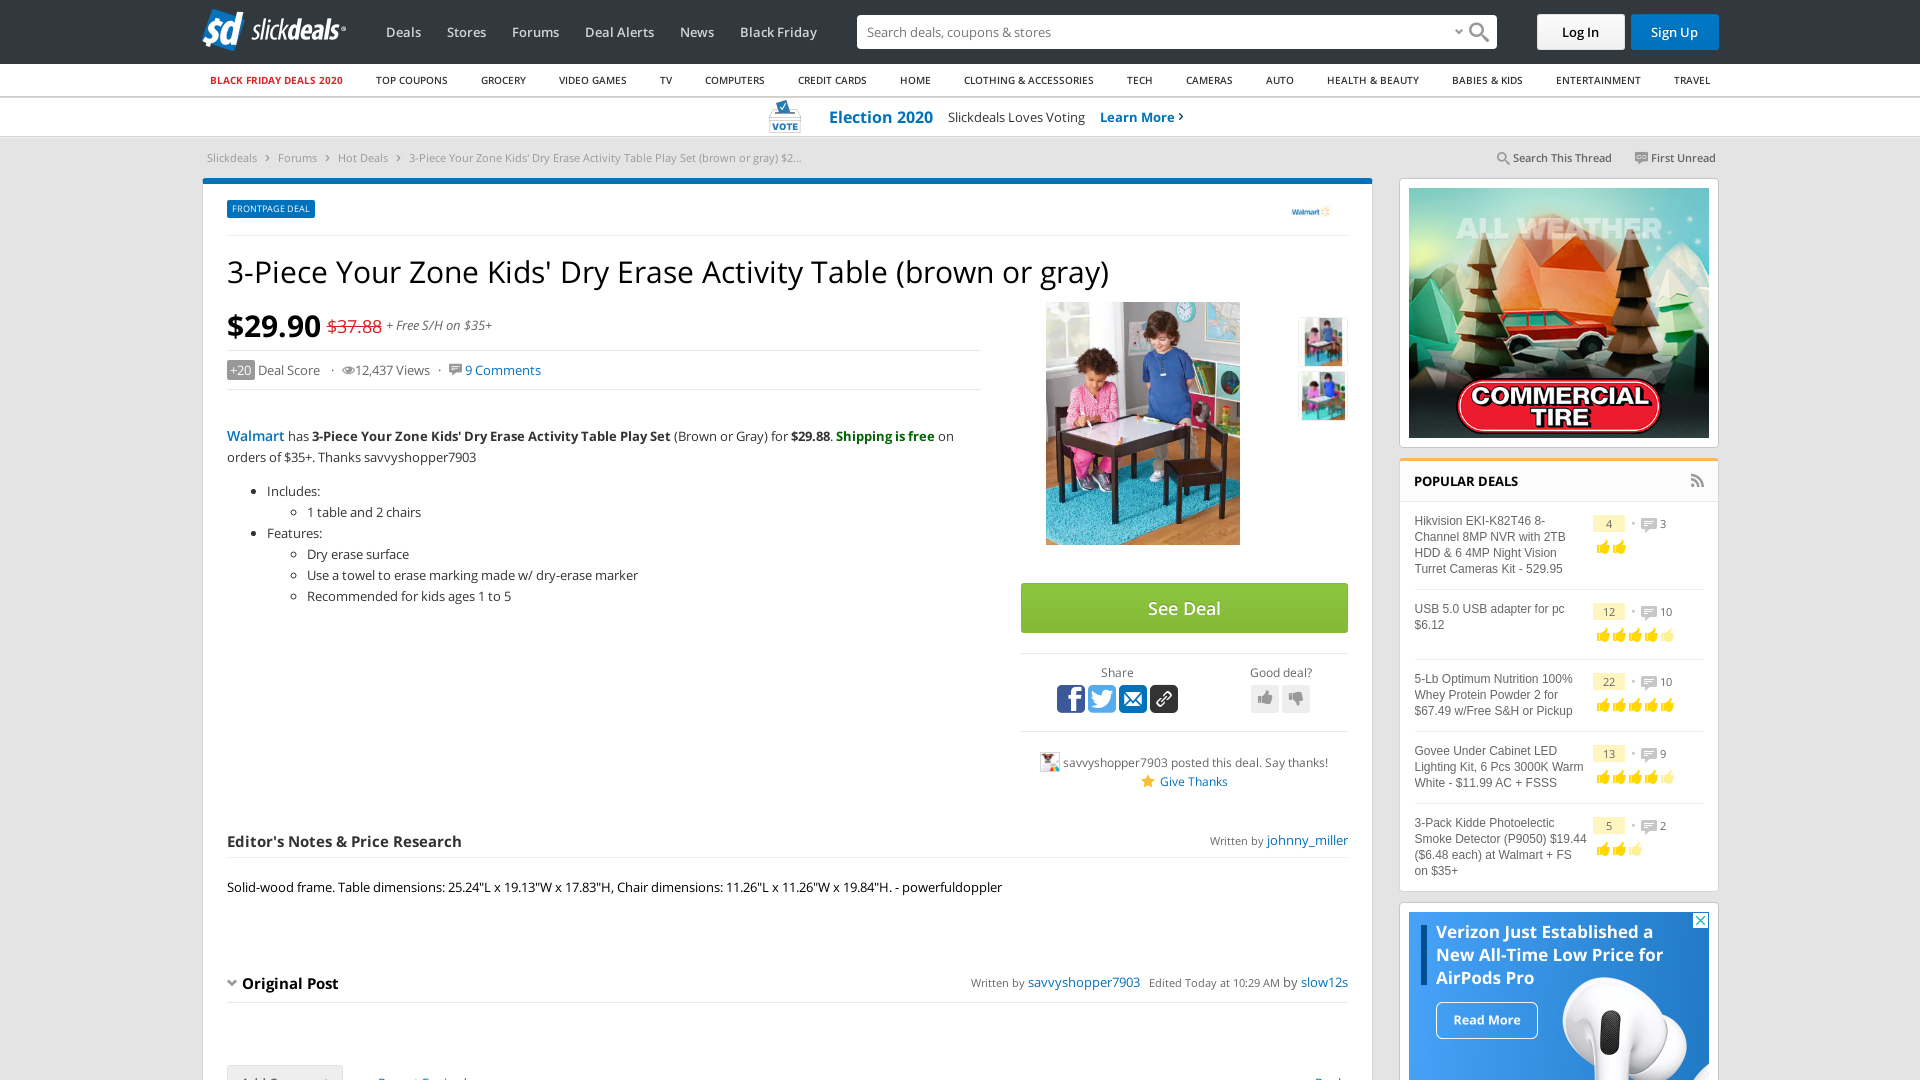 sd slickdeals
Deals Stores Forums Deal Alerts News Black Friday
Search deals, coupons & shopping
Log In Sign Up
BLACK FRIDAY DEALS 2020 TOP COUPONS GROCERY VIDEO GAMES TV COMPUTERS CREDIT CARDS HOME CLOTHING & ACCESSORIES TECH CAMERAS AUTO HEALTH & BEAUTY BABIES & KIDS ENTERTAINMENT TRAVEL
VOTE Election 2020 Slickdeals Loves Voting Learn More
Slickdeals Forums Hot Deals 3-Piece Your Zone Kids' Dry Erase Activity Table Play Set (brown or gray) $2...
Search This Thread First Unread
FRONTPAGE DEAL
Walmart
3-Piece Your Zone Kids' Dry Erase Activity Table (brown or gray)
$29.90 $37.88 + Free S/H on $35+
+20 Deal Score · 12,437 Views · 9 Comments
Walmart has 3-Piece Your Zone Kids' Dry Erase Activity Table Play Set (Brown or Gray) for $29.88. Shipping is free on
orders of $35+. Thanks savvyshopper7903
Includes:
1 table and 2 chairs
Features:
Dry erase surface
Use a towel to erase marking made w/ dry-erase marker
Recommended for kids ages 1 to 5
See Deal
Share
Good deal?
savvyshopper7903 posted this deal. Say thanks!
Give Thanks
Editor's Notes & Price Research
Written by johnny_miller
Solid-wood frame. Table dimensions: 25.24"L x 19.13"W x 17.83"H, Chair dimensions: 11.26"L x 11.26"W x 19.84"H. - powerfuldoppler
Original Post
Written by savvyshopper7903 Edited Today at 10:29 AM by slow12s
ALL WEATHER
COMMERCIAL
TIRE
POPULAR DEALS
Hikvision EKI-K82T46 8-
Channel 8MP NVR with 2TB
HDD & 6 4MP Night Vision
Turret Cameras Kit - 529.95
4 • 3
USB 5.0 USB adapter for pc
$6.12
12 • 10
5-Lb Optimum Nutrition 100%
Whey Protein Powder 2 for
$67.49 w/Free S&H or Pickup
22 • 10
Govee Under Cabinet LED
Lighting Kit, 6 Pcs 3000K Warm
White - $11.99 AC + FSSS
13 • 9
3-Pack Kidde Photoelectic
Smoke Detector (P9050) $19.44
($6.48 each) at Walmart + FS
on $35+
5 • 2
Verizon Just Established a
New All-Time Low Price for
AirPods Pro
Read More